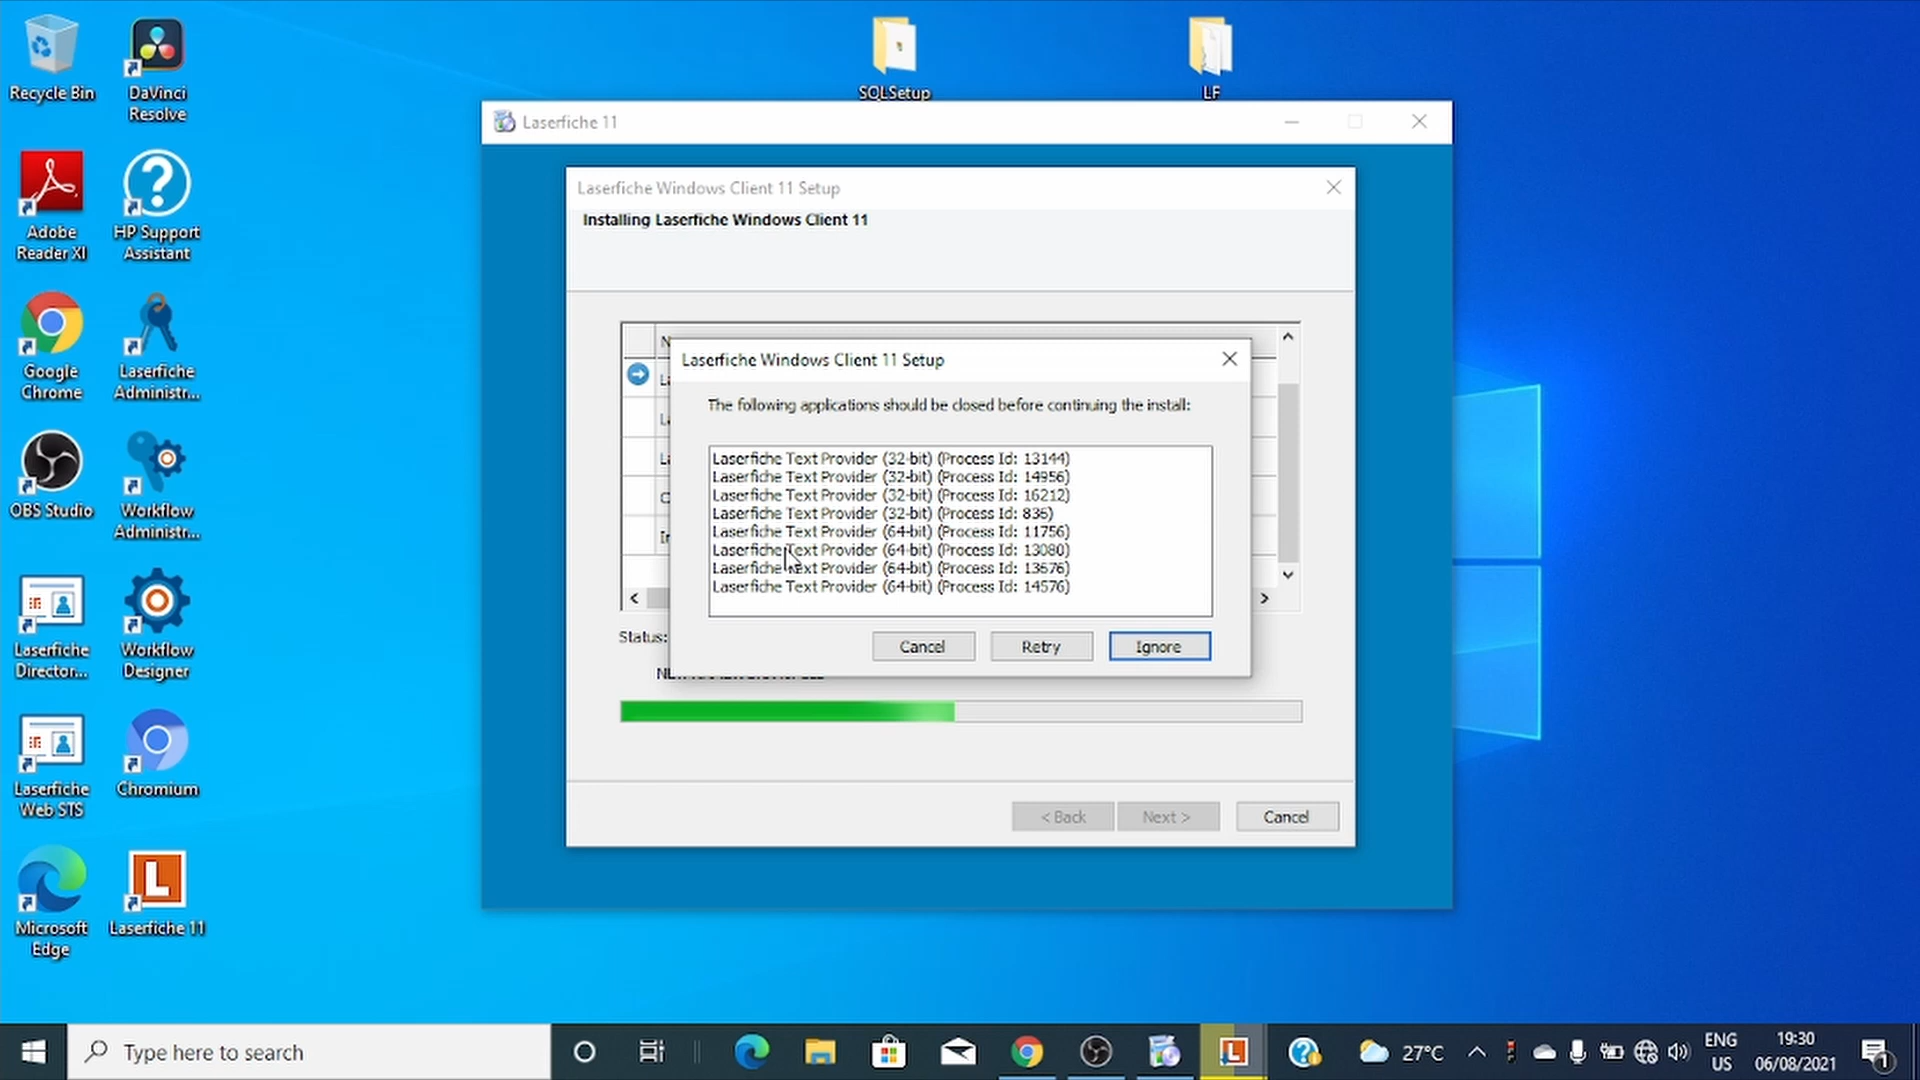 Recycle Bin
DaVinci
Resolve
SQLSetup
LF
Adobe
Reader XI
HP Support
Assistant
Google
Chrome
Laserfiche
Administr...
OBS Studio
Workflow
Administr...
Laserfiche
Director...
Workflow
Designer
Laserfiche
Web STS
Chromium
Microsoft
Edge
Laserfiche 11
Laserfiche 11
Laserfiche Windows Client 11 Setup
Installing Laserfiche Windows Client 11
Laserfiche Windows Client 11 Setup
The following applications should be closed before continuing the install:
Laserfiche Text Provider (32-bit) (Process Id: 13144)
Laserfiche Text Provider (32-bit) (Process Id: 14956)
Laserfiche Text Provider (32-bit) (Process Id: 16212)
Laserfiche Text Provider (32-bit) (Process Id: 836)
Laserfiche Text Provider (64-bit) (Process Id: 11756)
Laserfiche Text Provider (64-bit) (Process Id: 13080)
Laserfiche Text Provider (64-bit) (Process Id: 13676)
Laserfiche Text Provider (64-bit) (Process Id: 14576)
Cancel Retry Ignore
Status:
< Back Next > Cancel
Type here to search
27°C
ENG
US
19:30
06/08/2021
1